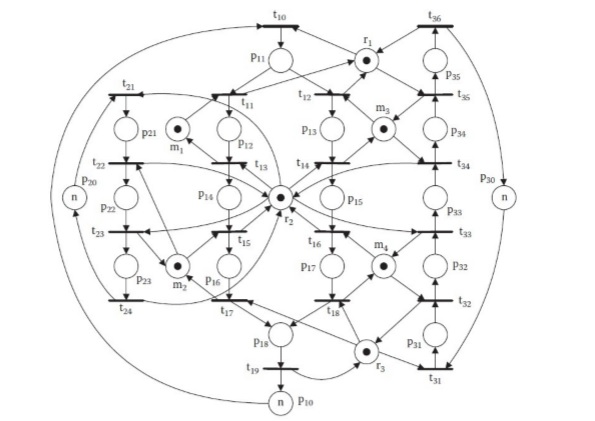 t10 t36
r1
p11 p35
t21 t11 t12 t35
m3
p21 m1 p12 p13 p34
t22 t13 t14 t34
p20 p30
n p22 p14 r2 p15 p33 n
t23 t15 t16 t33
m4
p23 m2 p16 p17 p32
t24 t17 t18 t32
p18 p31
r3
t19 t31
n p10